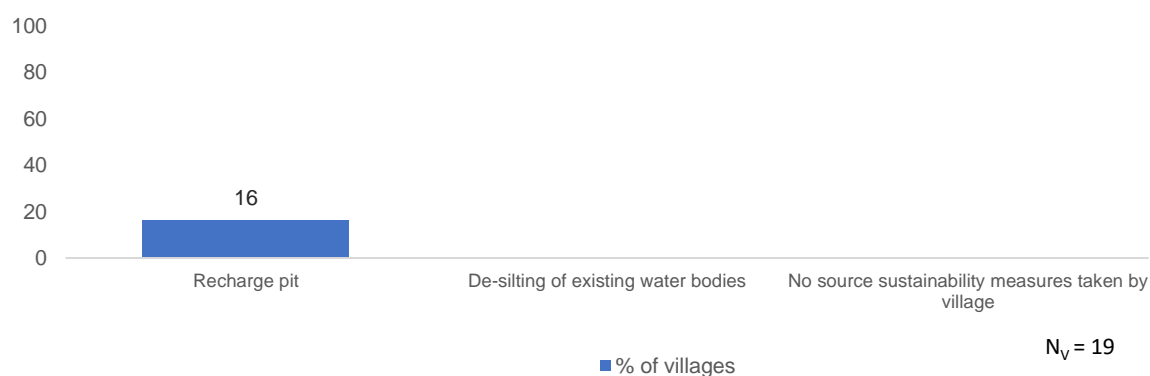 100
80
60
40
20
0
16
Recharge pit
De-silting of existing water bodies
No source sustainability measures taken by
village
% of villages
NV = 19